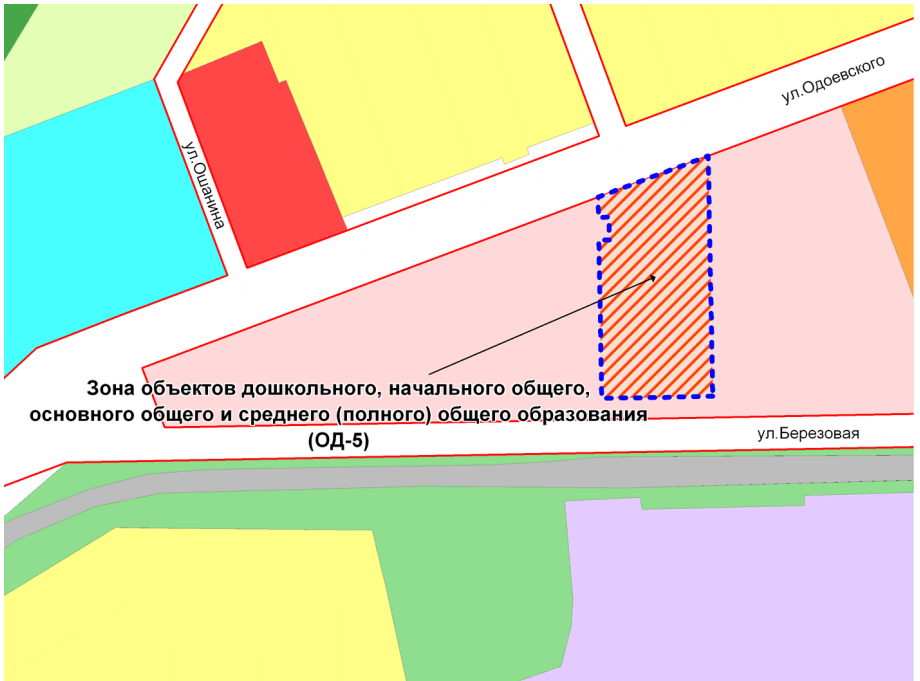 ул.Одоевского
ул.Ошанина
Зона объектов дошкольного, начального общего,
основного общего и среднего (полного) общего образования
(ОД-5)
ул.Березовая